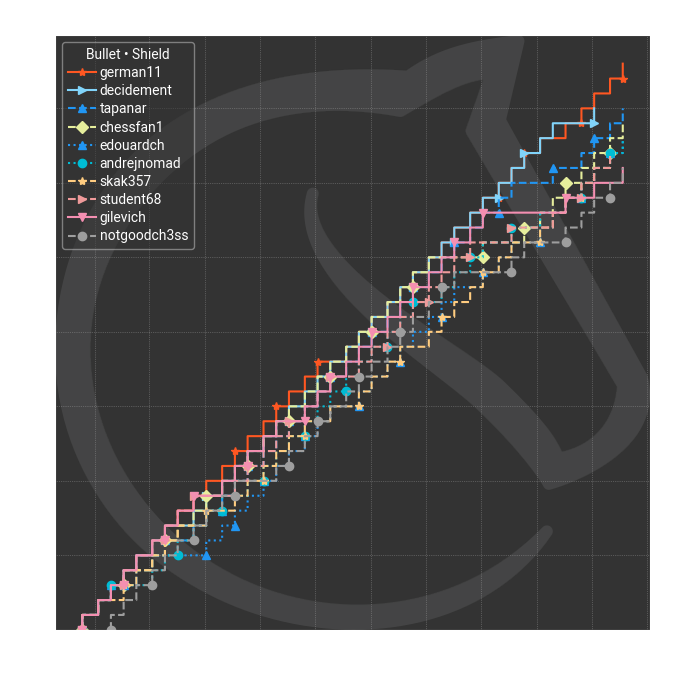 Bullet • Shield
german11
decidement
tapanar
chessfan1
edouardch
andrejnomad
skak357
student68
gilevich
notgoodch3ss